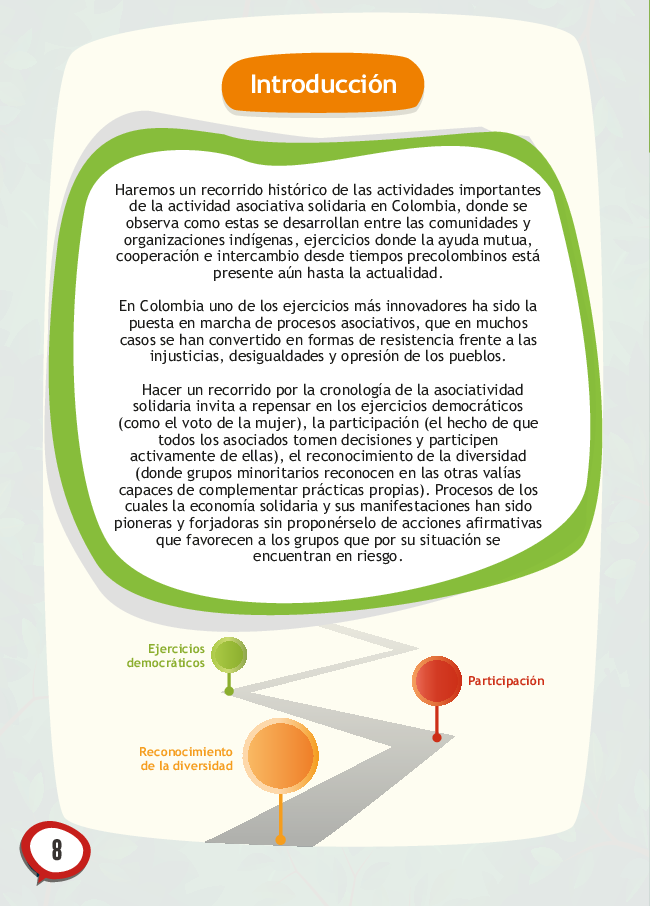 Introducción
Haremos un recorrido histórico de las actividades importantes
de la actividad asociativa solidaria en Colombia, donde se
observa como estas se desarrollan entre las comunidades y
organizaciones indígenas, ejercicios donde la ayuda mutua,
cooperación e intercambio desde tiempos precolombinos está
presente aún hasta la actualidad.
En Colombia uno de los ejercicios más innovadores ha sido la
puesta en marcha de procesos asociativos, que en muchos
casos se han convertido en formas de resistencia frente a las
injusticias, desigualdades y opresión de los pueblos.
Hacer un recorrido por la cronología de la asociatividad
solidaria invita a repensar en los ejercicios democráticos
(como el voto de la mujer), la participación (el hecho de que
todos los asociados tomen decisiones y participen
activamente de ellas), el reconocimiento de la diversidad
(donde grupos minoritarios reconocen en las otras valías
capaces de complementar prácticas propias). Procesos de los
cuales la economía solidaria y sus manifestaciones han sido
pioneras y forjadoras sin proponérselo de acciones afirmativas
que favorecen a los grupos que por su situación se
encuentran en riesgo.
Ejercicios
democráticos
Participación
Reconocimiento
de la diversidad
8